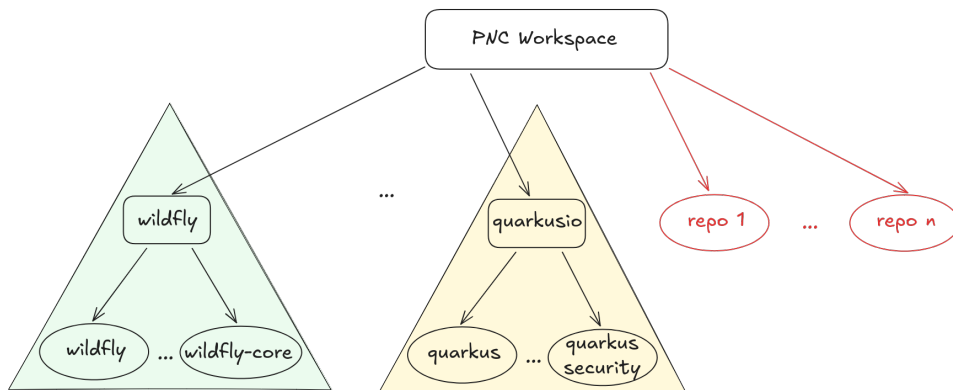 PNC Workspace
...
wildfly
quarkusio
repo 1
...
repo n
wildfly
...
wildfly-core
quarkus
...
quarkus
security